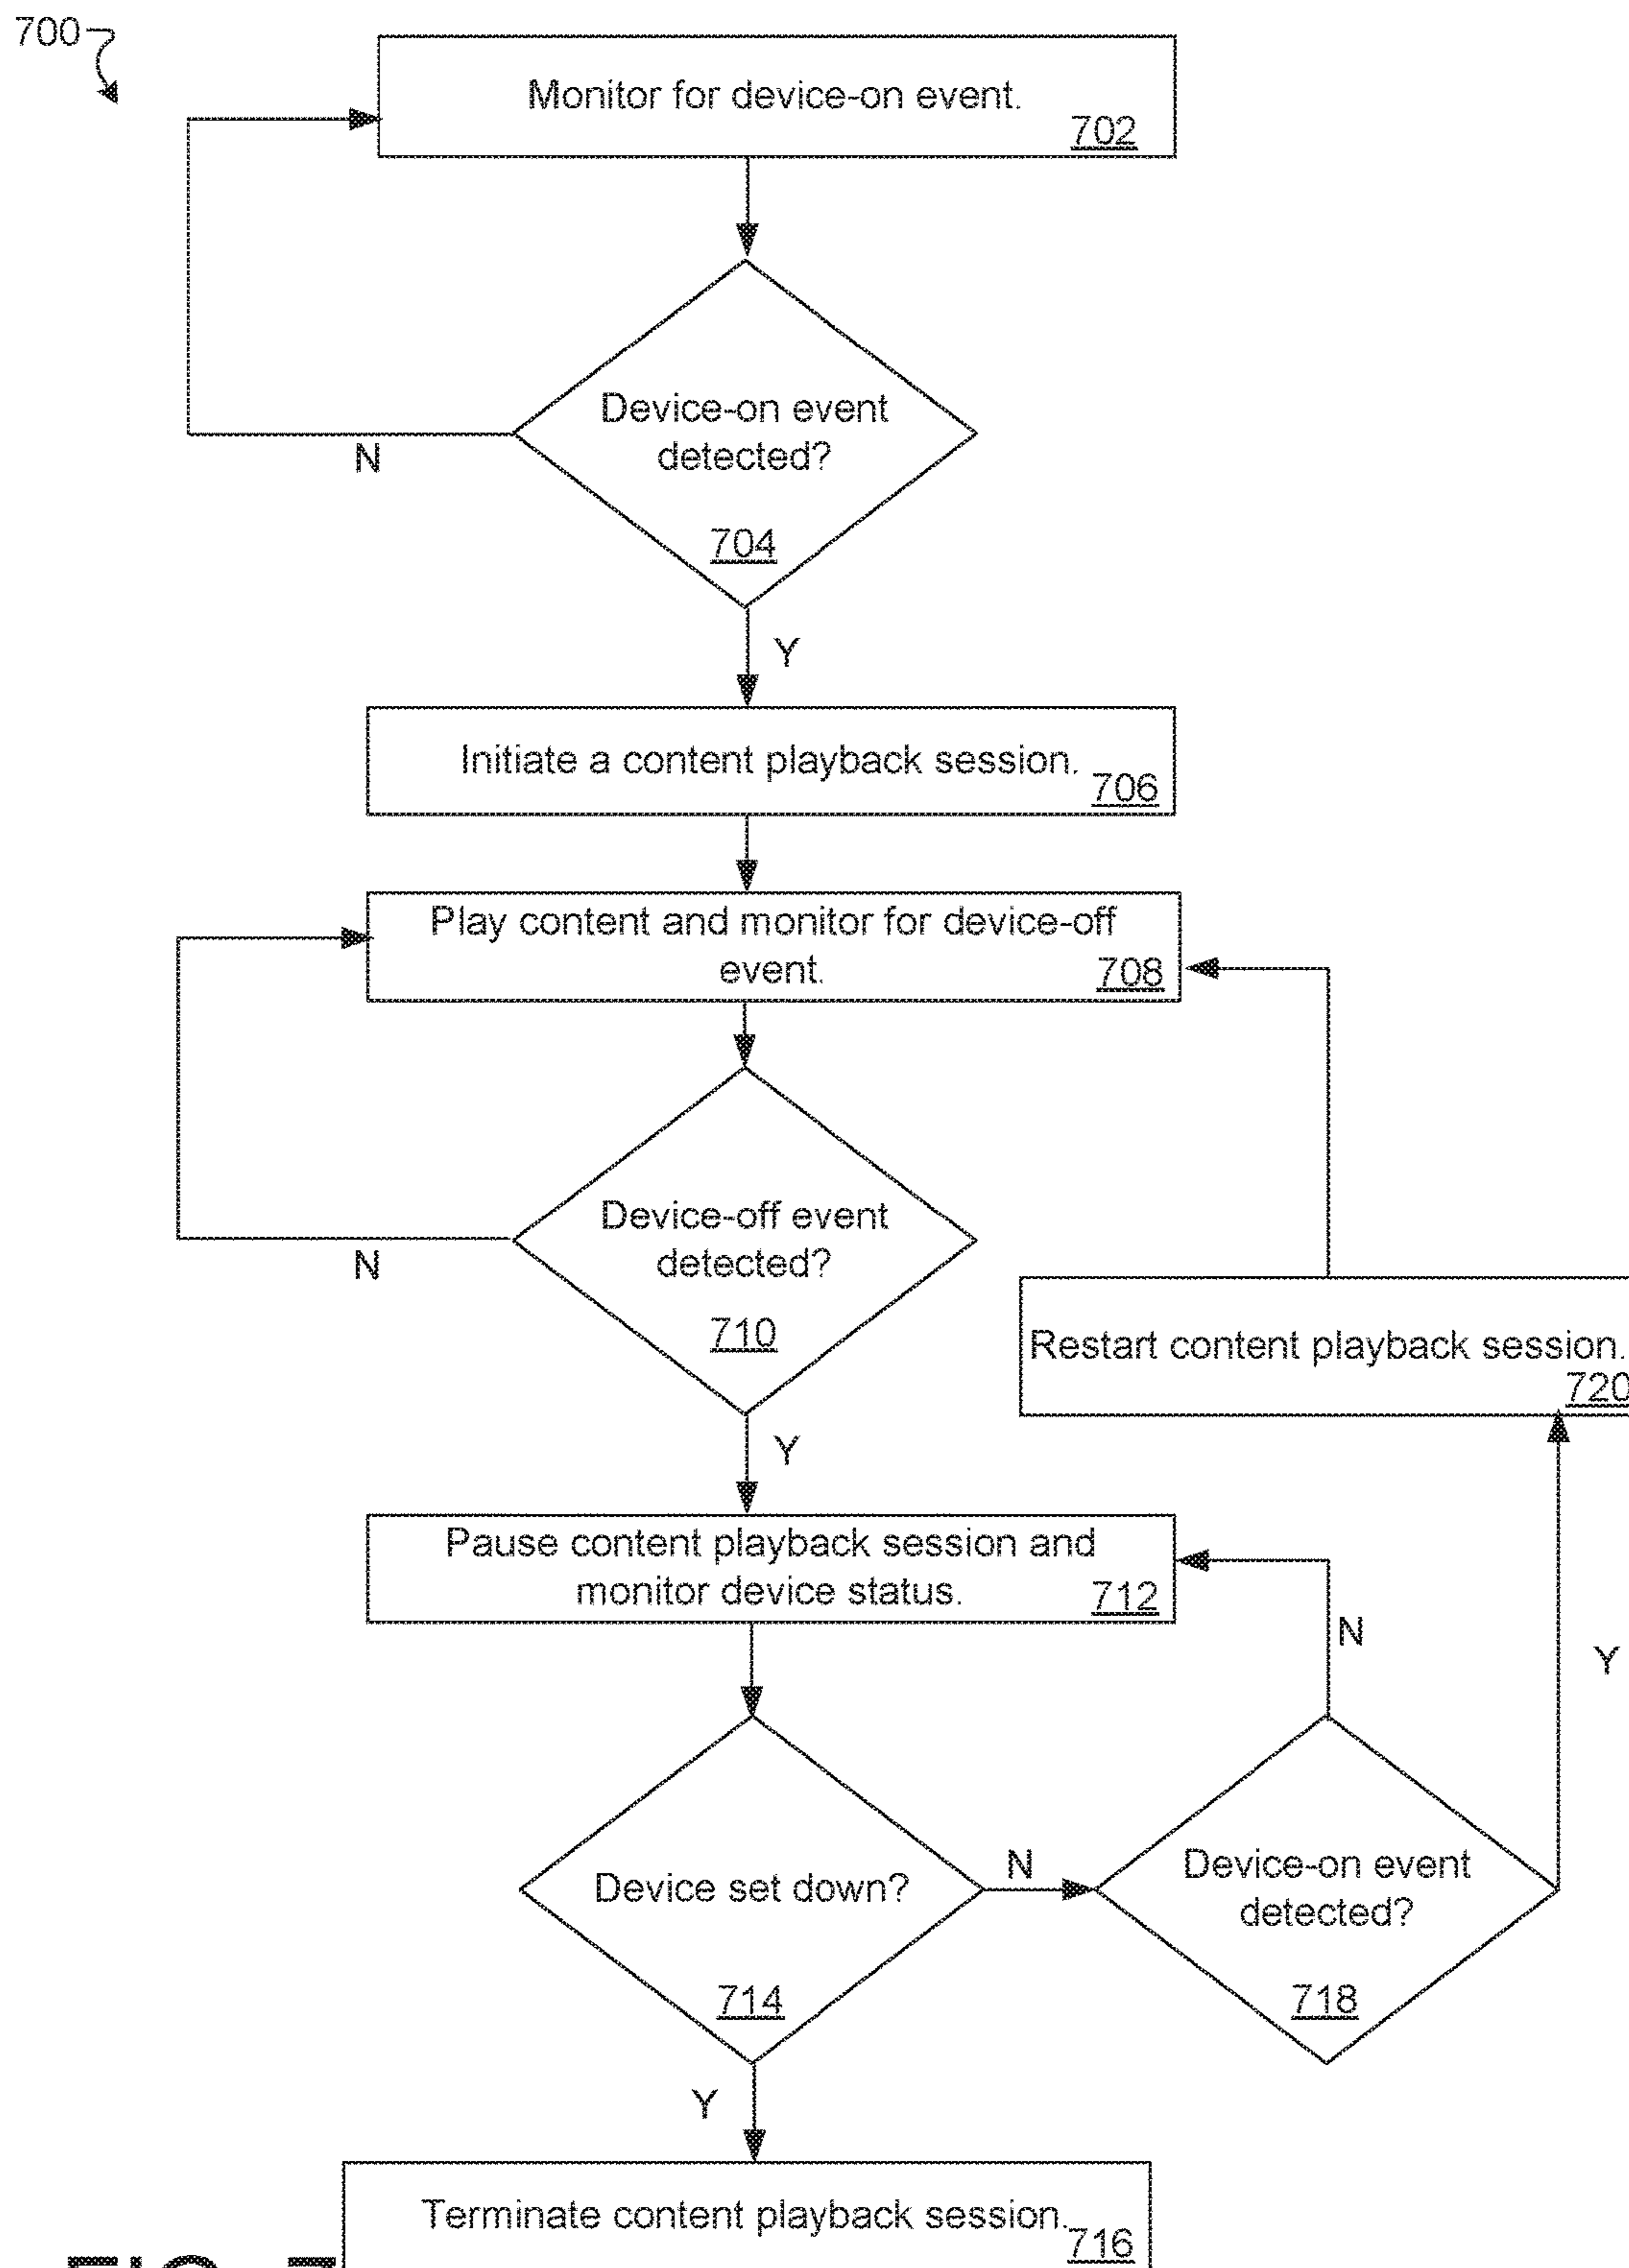 700
Monitor for device-on event.
702
Device-on event
detected?
704
N
Y
Initiate a content playback session.
706
Play content and monitor for device-off
event.
708
Device-off event
detected?
710
N
Y
Restart content playback session.
720
Pause content playback session and
monitor device status.
712
N
Y
Device set down?
714
N
Device-on event
detected?
718
Y
Terminate content playback session.
716
FIG. 7